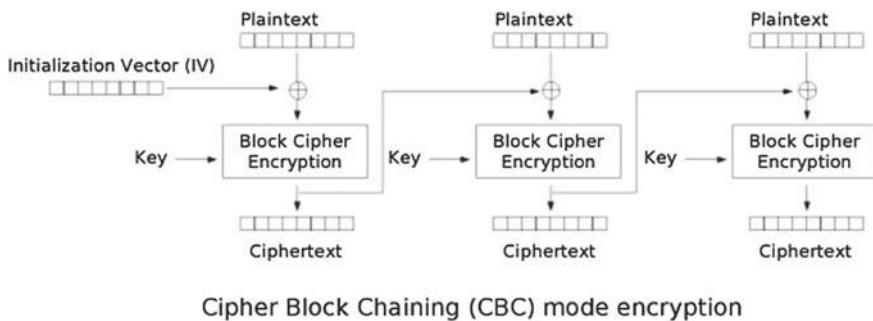 Plaintext Plaintext Plaintext
Initialization Vector (IV)
Key Block Cipher Encryption Key Block Cipher Encryption Key Block Cipher Encryption
Ciphertext Ciphertext Ciphertext
Cipher Block Chaining (CBC) mode encryption